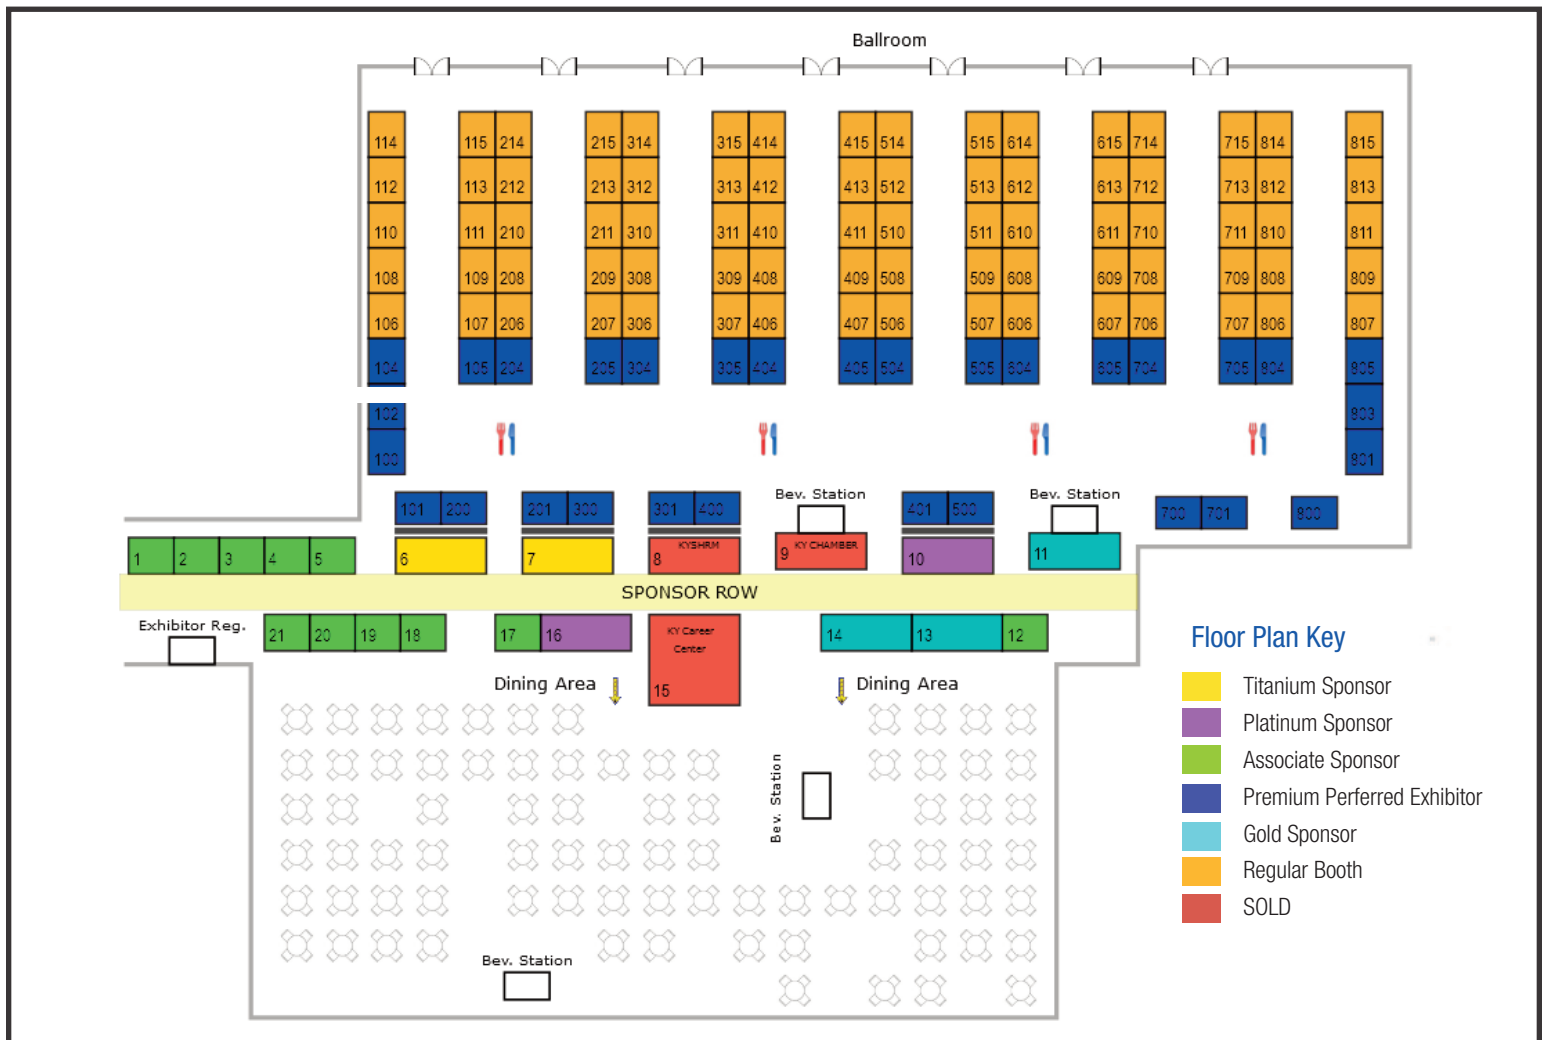 Ballroom
114 115 214 215 314 315 414 415 514 515 614 615 714 715 814 815
112 113 212 213 312 313 412 413 512 513 612 613 712 713 812 813
110 111 210 211 310 311 410 411 510 511 610 611 710 711 810 811
108 109 208 209 308 309 408 409 508 509 608 609 708 709 808 809
106 107 206 207 306 307 406 407 506 507 606 607 706 707 806 807
104 105 204 205 304 305 404 405 504 505 604 605 704 705 804 805
102 803
100 801
Bev. Station Bev. Station
101 200 201 300 301 400 401 500 700 701 800
KYSHRM KY CHAMBER
1 2 3 4 5 6 7 8 9 10 11
SPONSOR ROW
Exhibitor Reg.
KY Career
Center
21 20 19 18 17 16 14 13 12
15
Dining Area Dining Area
Bev. Station
Bev. Station
Floor Plan Key
Titanium Sponsor
Platinum Sponsor
Associate Sponsor
Premium Perferred Exhibitor
Gold Sponsor
Regular Booth
SOLD